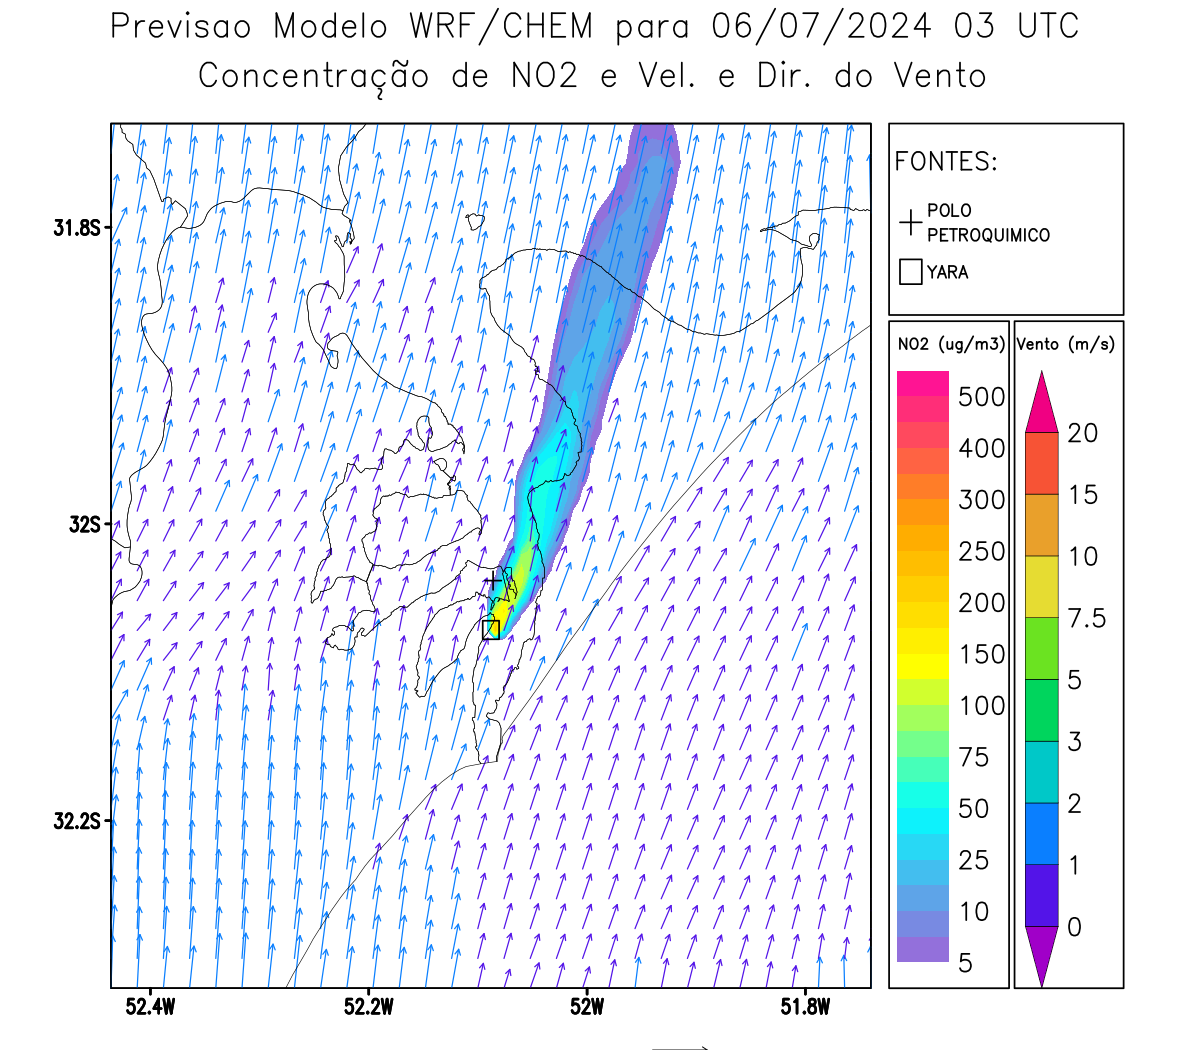 Previsao Modelo WRF/CHEM para 06/07/2024 03 UTC
Concentração de NO2 e Vel. e Dir. do Vento
FONTES:
POLO
PETROQUIMICO
YARA
NO2 (ug/m3)
500
400
300
250
200
150
100
75
50
25
10
5
Vento (m/s)
20
15
10
7.5
5
3
2
1
0
31.8S
32S
32.2S
52.4W
52.2W
52W
51.8W